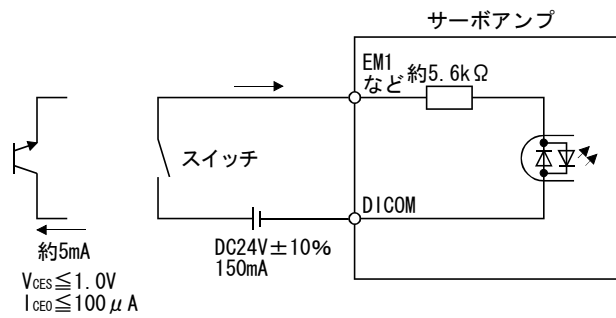 サーボアンプ
EM1
など
約5.6kΩ
スイッチ
DICOM
約5mA
DC24V±10%
150mA
VCES≦1.0V
ICEO≦100μA